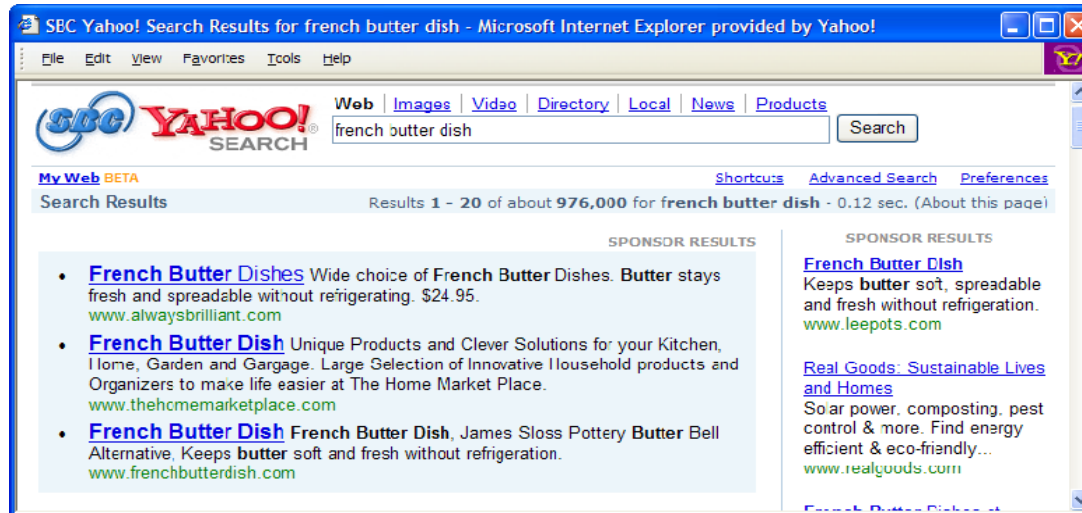 SBC Yahoo! Search Results for french butter dish - Microsoft Internet Explorer provided by Yahoo!
File Edit View Favorites Tools Help
SBC YAHOO!® SEARCH
Web | Images | Video | Directory | Local | News | Products
french butter dish
Search
My Web BETA
Shortcuts Advanced Search Preferences
Search Results
Results 1 - 20 of about 976,000 for french butter dish - 0.12 sec. (About this page)
SPONSOR RESULTS
• French Butter Dishes Wide choice of French Butter Dishes. Butter stays
fresh and spreadable without refrigerating. $24.95.
www.alwaysbrilliant.com
• French Butter Dish Unique Products and Clever Solutions for your Kitchen,
Home, Garden and Gargage. Large Selection of Innovative Household products and
Organizers to make life easier at The Home Market Place.
www.thehomemarketplace.com
• French Butter Dish French Butter Dish, James Sloss Pottery Butter Bell
Alternative, Keeps butter soft and fresh without refrigeration.
www.frenchbutterdish.com
SPONSOR RESULTS
French Butter Dish
Keeps butter soft, spreadable
and fresh without refrigeration.
www.leepots.com
Real Goods: Sustainable Lives
and Homes
Solar power, composting, pest
control & more. Find energy
efficient & eco-friendly...
www.realgoods.com
French Butter Dishes at